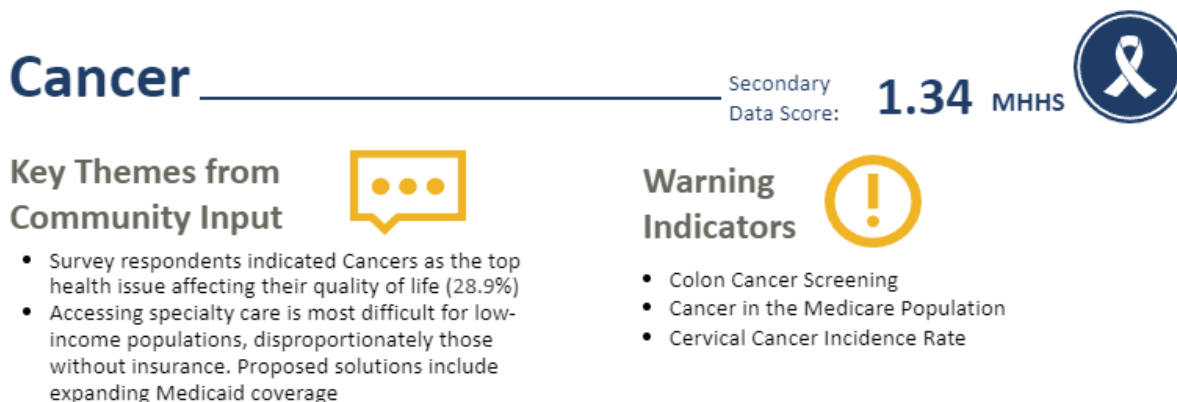 Cancer
Secondary
Data Score:
1.34 MHHS
Key Themes from
Community Input
• Survey respondents indicated Cancers as the top
health issue affecting their quality of life (28.9%)
• Accessing specialty care is most difficult for low-
income populations, disproportionately those
without insurance. Proposed solutions include
expanding Medicaid coverage
Warning
Indicators
• Colon Cancer Screening
• Cancer in the Medicare Population
• Cervical Cancer Incidence Rate